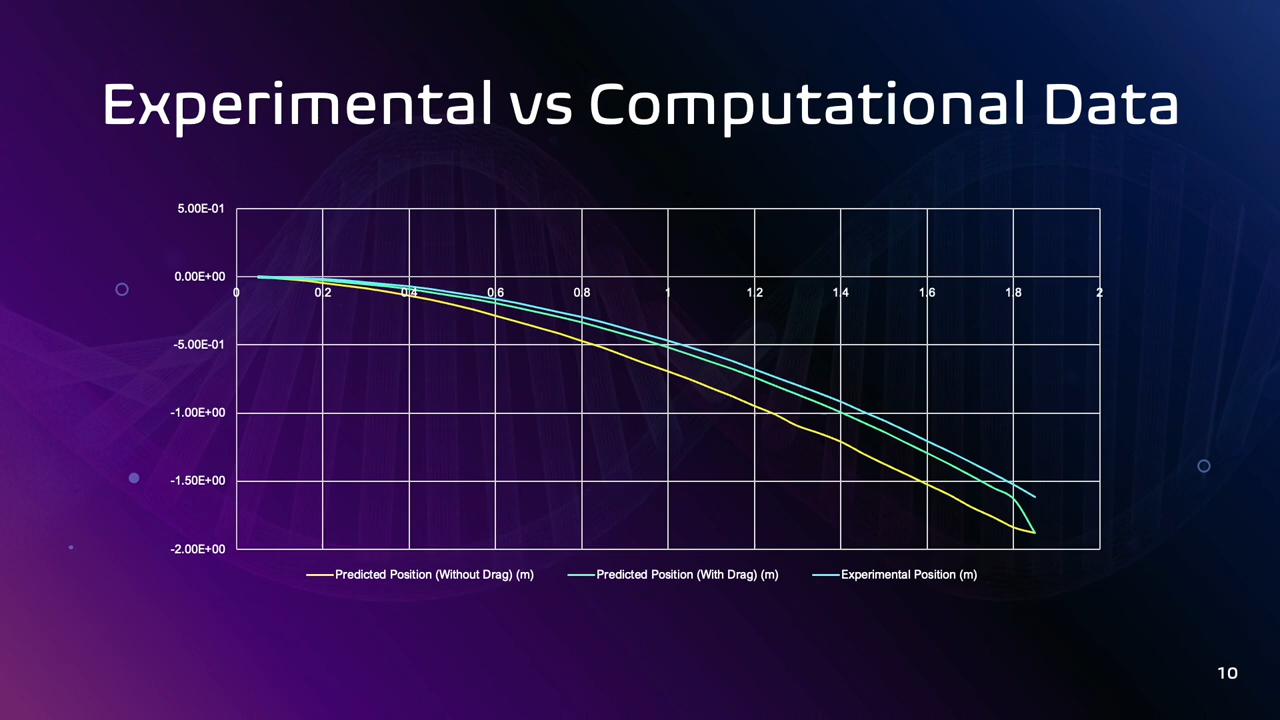 Experimental vs Computational Data
5.00E-01
0.00E+00
0 0.2 0.4 0.6 0.8 1 1.2 1.4 1.6 1.8 2
-5.00E-01
-1.00E+00
-1.50E+00
-2.00E+00
Predicted Position (Without Drag) (m) Predicted Position (With Drag) (m) Experimental Position (m)
10